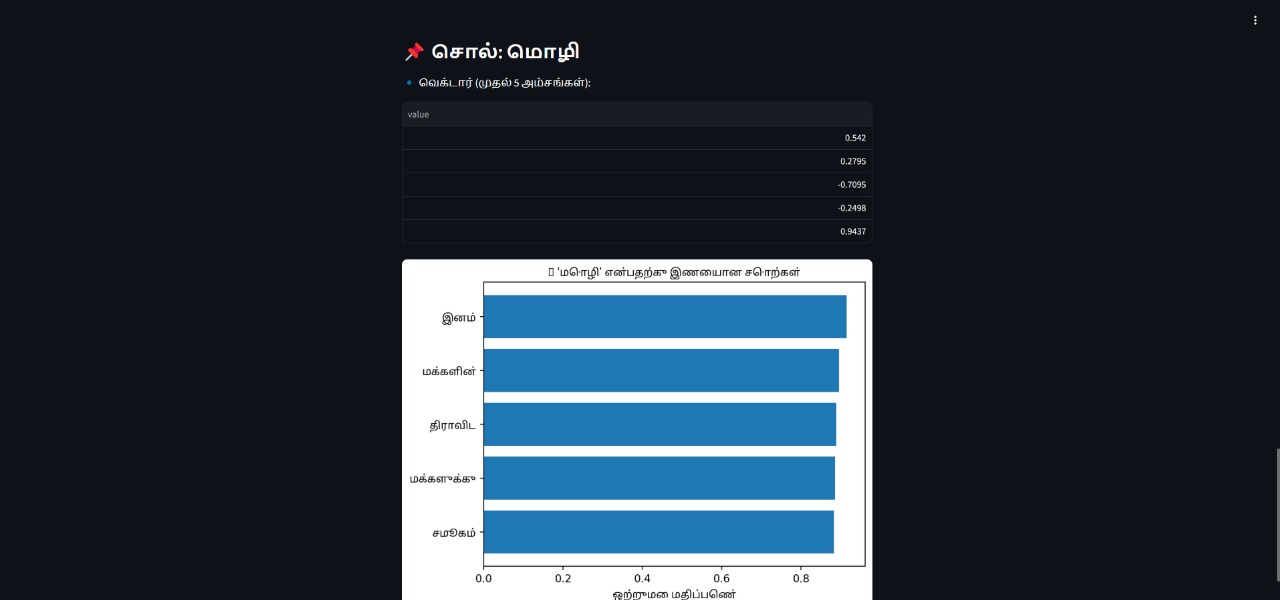 📌 சொல்: மொழி
🔹 வெக்டார் (முதல் 5 அம்சங்கள்):
value
0.542
0.2795
-0.7095
-0.2498
0.9437
▯ 'மொழி' என்பதற்கு இணையான சொற்கள்
இனம்
மக்களின்
திராவிட
மக்களுக்கு
சமூகம்
0.0 0.2 0.4 0.6 0.8
ஒற்றுமை மதிப்பெண்